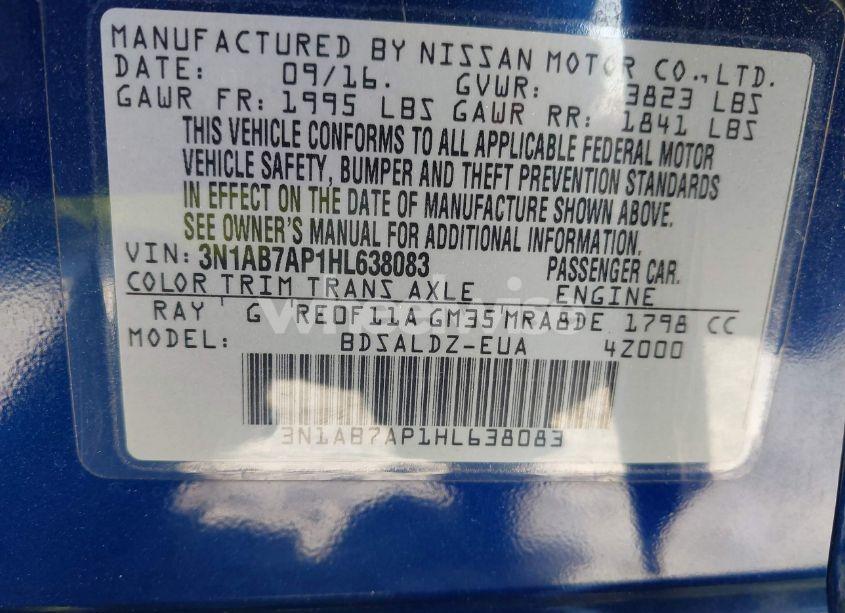 MANUFACTURED BY NISSAN MOTOR CO., LTD.
DATE: 09/16. GVWR: 3823 LBS
GAWR FR: 1995 LBS GAWR RR: 1841 LBS
THIS VEHICLE CONFORMS TO ALL APPLICABLE FEDERAL MOTOR
VEHICLE SAFETY, BUMPER AND THEFT PREVENTION STANDARDS
IN EFFECT ON THE DATE OF MANUFACTURE SHOWN ABOVE.
SEE OWNER'S MANUAL FOR ADDITIONAL INFORMATION.
VIN: 3N1AB7AP1HL638083 PASSENGER CAR.
COLOR TRIM TRANS AXLE ENGINE
RAY G RE0F11A GM35 MRA8DE 1798 CC
MODEL: BDSALDZ-EUA 4Z000
3N1AB7AP1HL638083